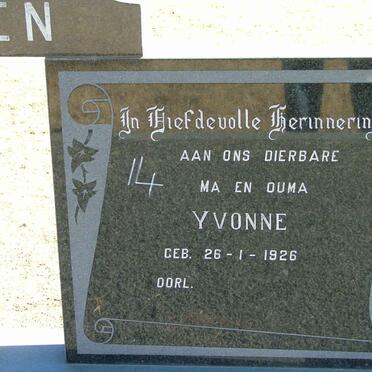 EN
In Liefdevolle Herinnering
AAN ONS DIERBARE
14
MA EN OUMA
YVONNE
GEB. 26-1-1926
OORL.